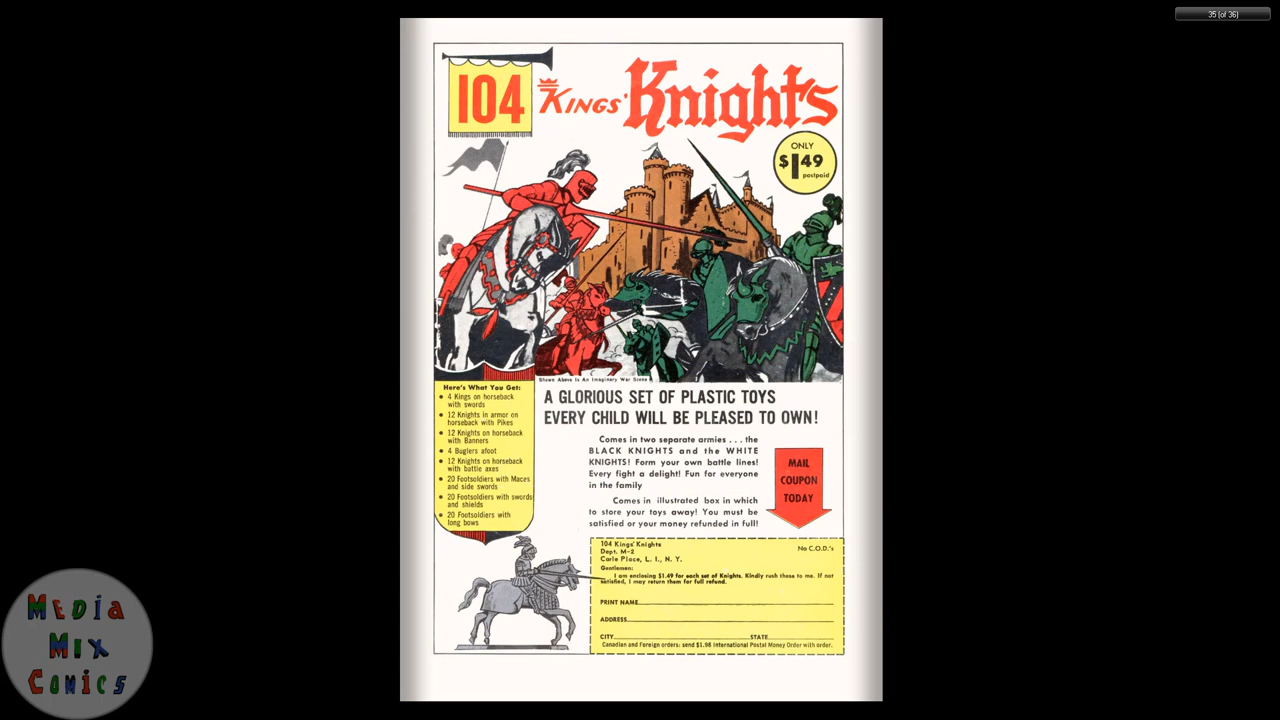 35 (of 36)
104
KINGS' Knights
ONLY
$1.49
postpaid
Shown Above Is An Imaginary War Scene
Here's What You Get:
• 4 Kings on horseback
with swords
• 12 Knights in armor on
horseback with Pikes
• 12 Knights on horseback
with Banners
• 4 Buglers afoot
• 12 Knights on horseback
with battle axes
• 20 Footsoldiers with Maces
and side swords
• 20 Footsoldiers with swords
and shields
• 20 Footsoldiers with
long bows
A GLORIOUS SET OF PLASTIC TOYS
EVERY CHILD WILL BE PLEASED TO OWN!
Comes in two separate armies . . . the
BLACK KNIGHTS and the WHITE
KNIGHTS! Form your own battle lines!
Every fight a delight! Fun for everyone
in the family
Comes in illustrated box in which
to store your toys away! You must be
satisfied or your money refunded in full!
MAIL
COUPON
TODAY
104 Kings' Knights
Dept. M-2
Carle Place, L. I., N. Y.
No C.O.D.'s
Gentlemen:
I am enclosing $1.49 for each set of Knights. Kindly rush these to me. If not
satisfied, I may return them for full refund.
PRINT NAME
ADDRESS
CITY STATE
Canadian and Foreign orders: send $1.98 International Postal Money Order with order.
MEDIA
MIX
COMICS